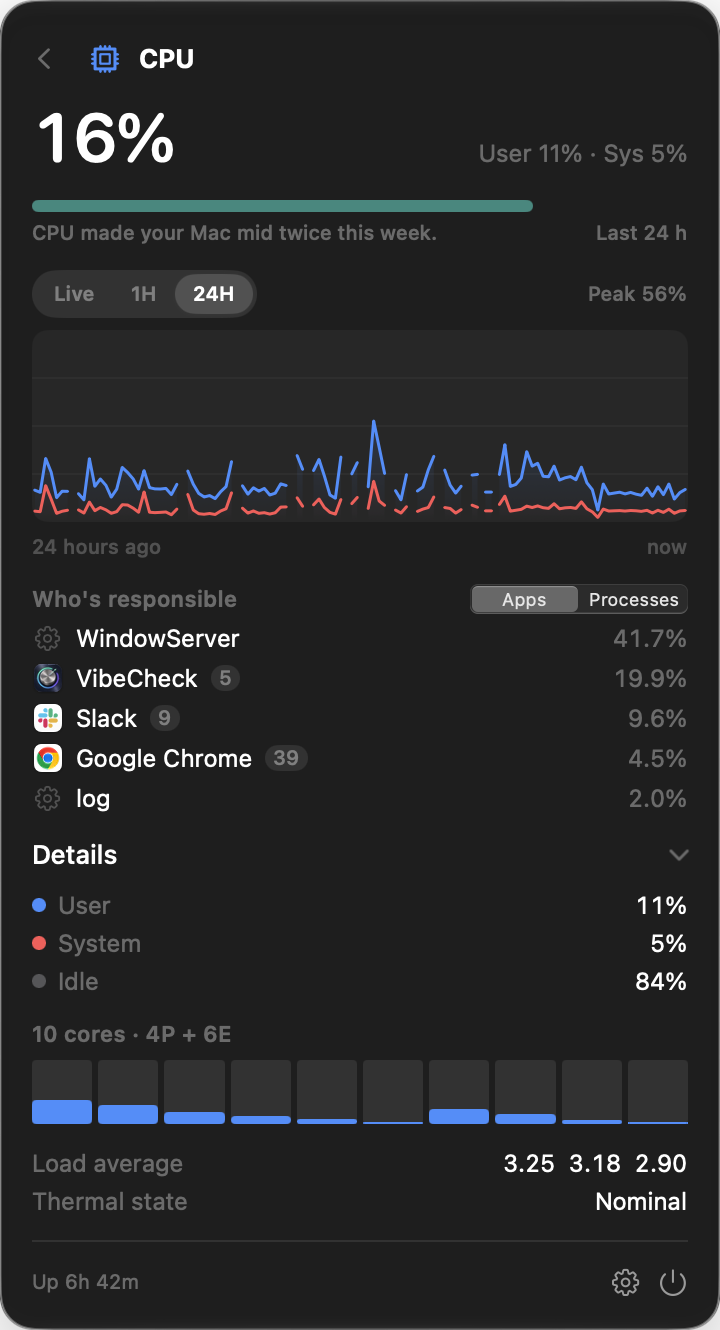 CPU
16%
User 11% · Sys 5%
CPU made your Mac mid twice this week.
Last 24 h
Live 1H 24H
Peak 56%
24 hours ago
now
Who's responsible
Apps Processes
WindowServer 41.7%
VibeCheck 5 19.9%
Slack 9 9.6%
Google Chrome 39 4.5%
log 2.0%
Details
User 11%
System 5%
Idle 84%
10 cores · 4P + 6E
Load average 3.25 3.18 2.90
Thermal state Nominal
Up 6h 42m